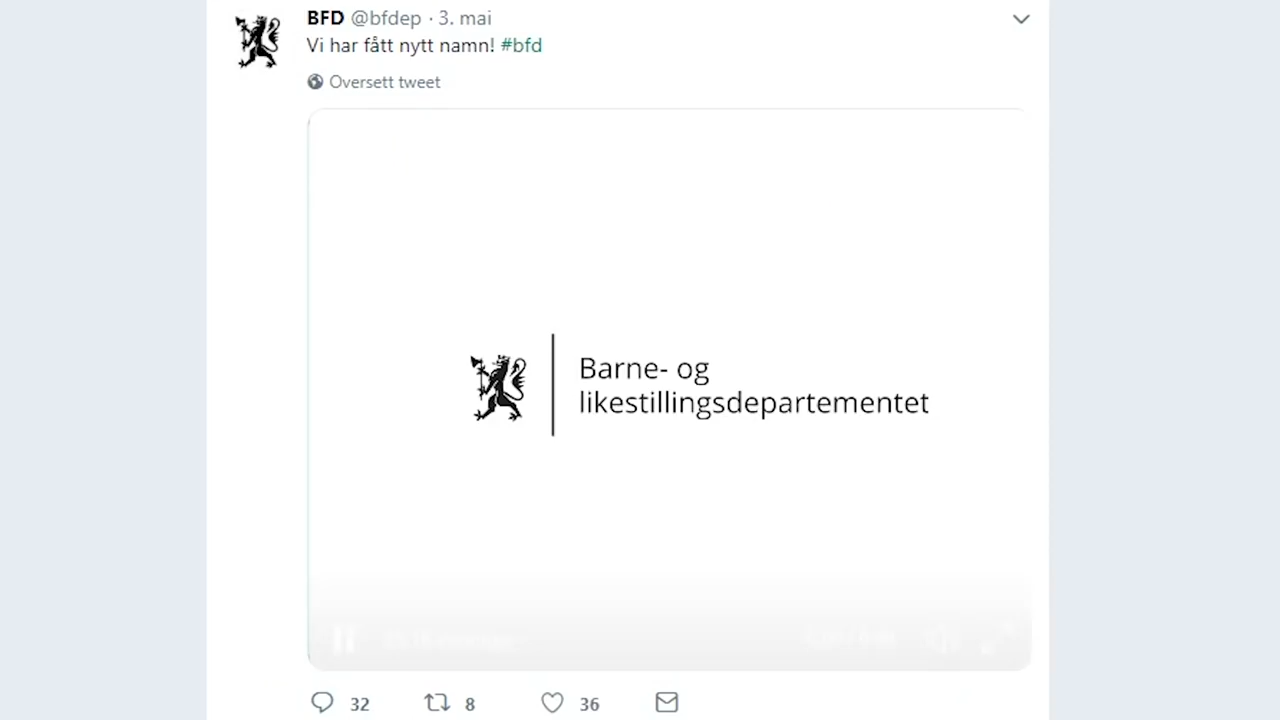 BFD @bfdep · 3. mai
Vi har fått nytt namn! #bfd
Oversett tweet
Barne- og
likestillingsdepartementet
32 8 36